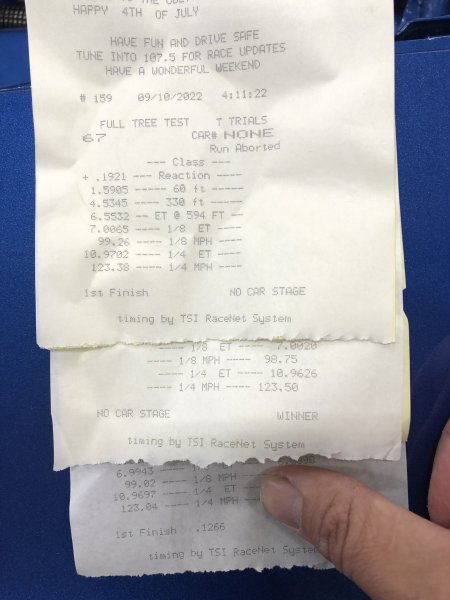 HAPPY 4TH OF JULY
HAVE FUN AND DRIVE SAFE
TUNE INTO 107.5 FOR RACE UPDATES
HAVE A WONDERFUL WEEKEND
# 159 09/10/2022 4:11:22
FULL TREE TEST T TRIALS
67 CAR# NONE
Run Aborted
--- Class ---
+ .1921 -- Reaction ----
1.5905 ----- 60 ft -----
4.5345 ---- 330 ft -----
6.5532 -- ET @ 594 FT --
7.0065 ---- 1/8 ET ----
99.26 ---- 1/8 MPH ----
10.9702 ---- 1/4 ET ----
123.38 ---- 1/4 MPH ----
1st Finish NO CAR STAGE
timing by TSI RaceNet System
---- 1/8 ET ---- 7.0020
---- 1/8 MPH ---- 98.75
---- 1/4 ET ---- 10.9626
---- 1/4 MPH ---- 123.50
NO CAR STAGE WINNER
timing by TSI RaceNet System
6.9943 ----
99.02 ---- 1/8 MPH
10.9697 ---- 1/4 ET
123.04 ---- 1/4 MPH
1st Finish .1266
timing by TSI RaceNet System